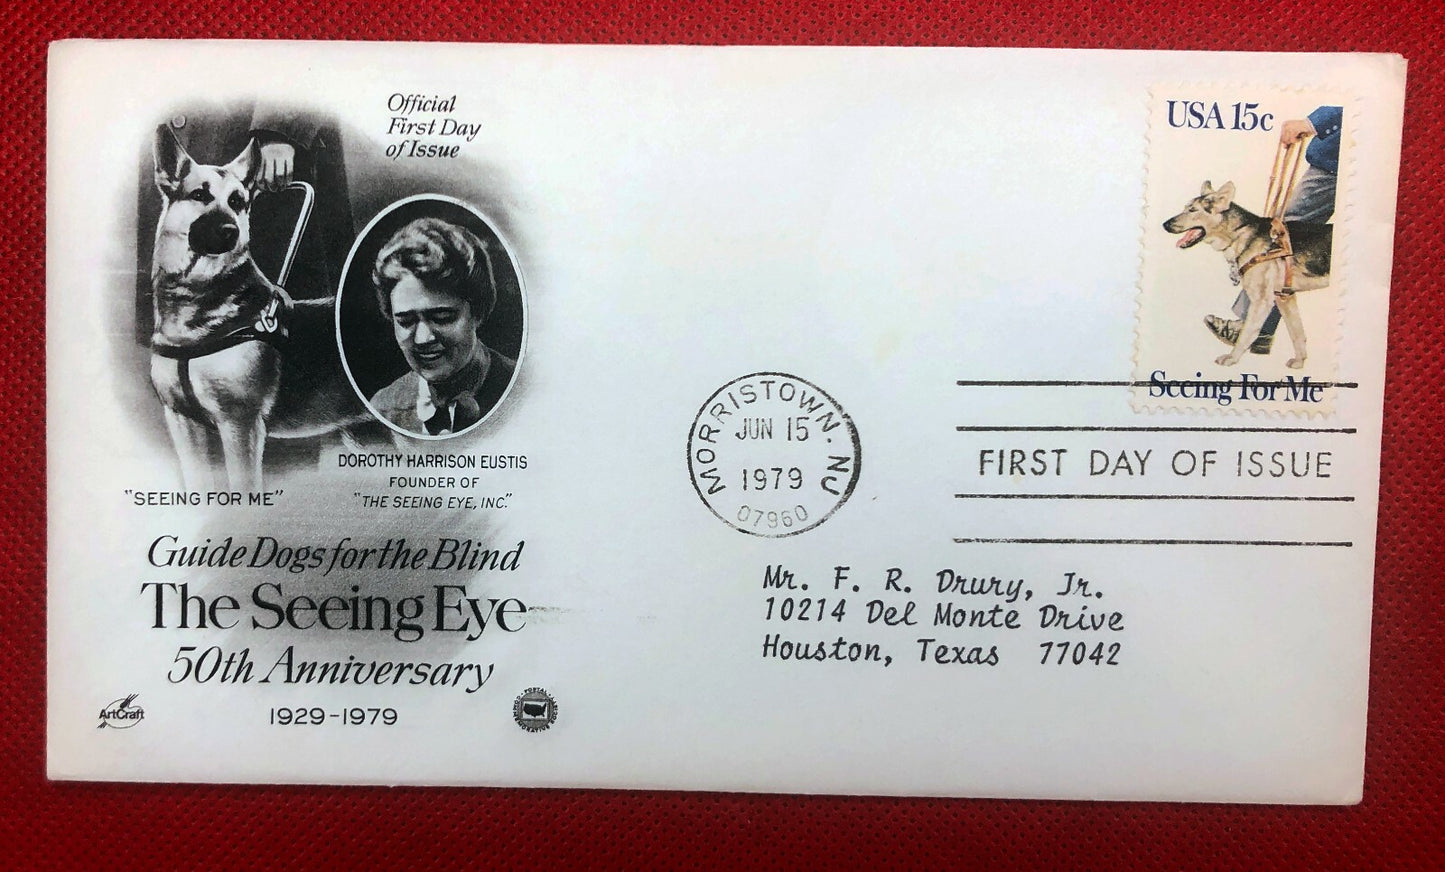 Official
First Day
of Issue
DOROTHY HARRISON EUSTIS
FOUNDER OF
"THE SEEING EYE, INC."
"SEEING FOR ME"
Guide Dogs for the Blind
The Seeing Eye
50th Anniversary
1929-1979
ArtCraft
USA 15c
Seeing For Me
MORRISTOWN. NJ
JUN 15
1979
07960
FIRST DAY OF ISSUE
Mr. F. R. Drury, Jr.
10214 Del Monte Drive
Houston, Texas 77042